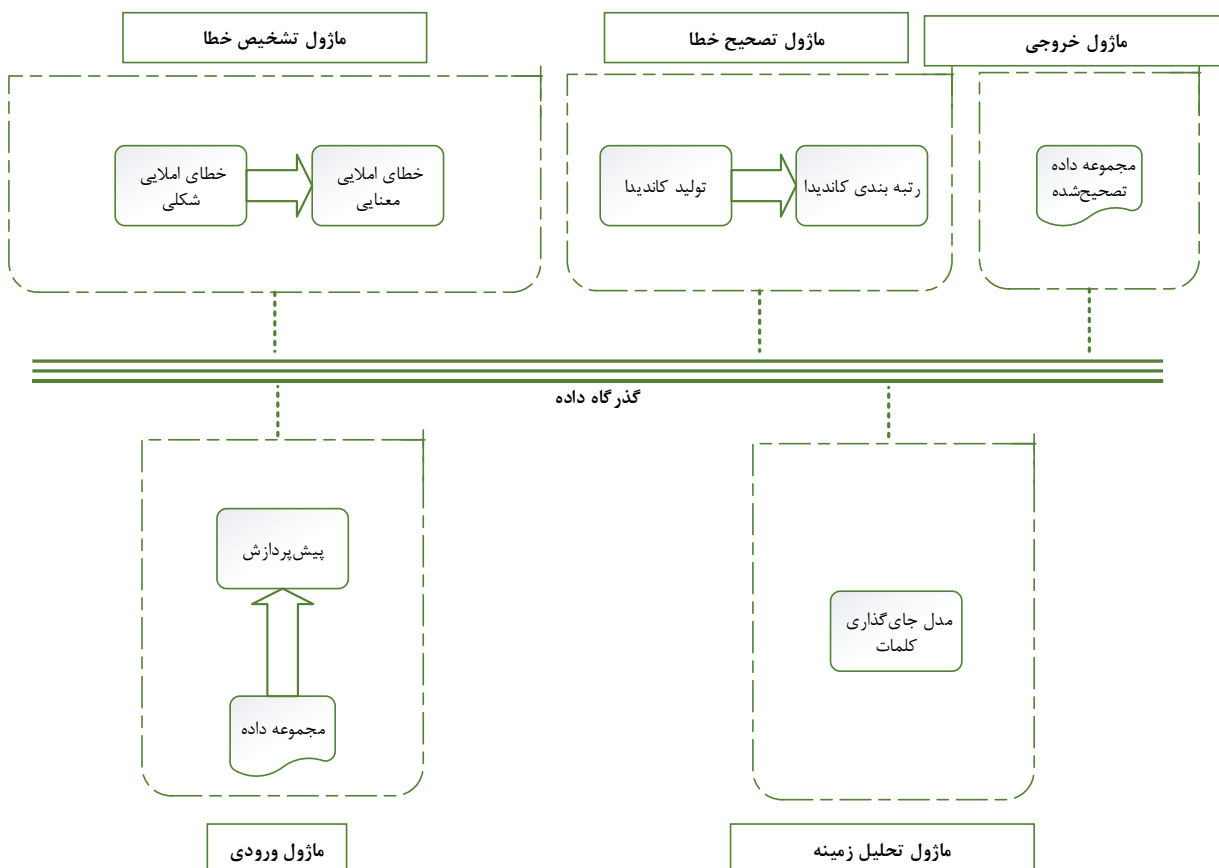 ماژول خروجی
ماژول تصحیح خطا
ماژول تشخیص خطا
مجموعه داده
تصحیح‌شده
رتبه بندی کاندیدا
تولید کاندیدا
خطای املایی
معنایی
خطای املایی
شکلی
گذرگاه داده
پیش‌پردازش
مدل جای‌گذاری
کلمات
مجموعه داده
ماژول تحلیل زمینه
ماژول ورودی